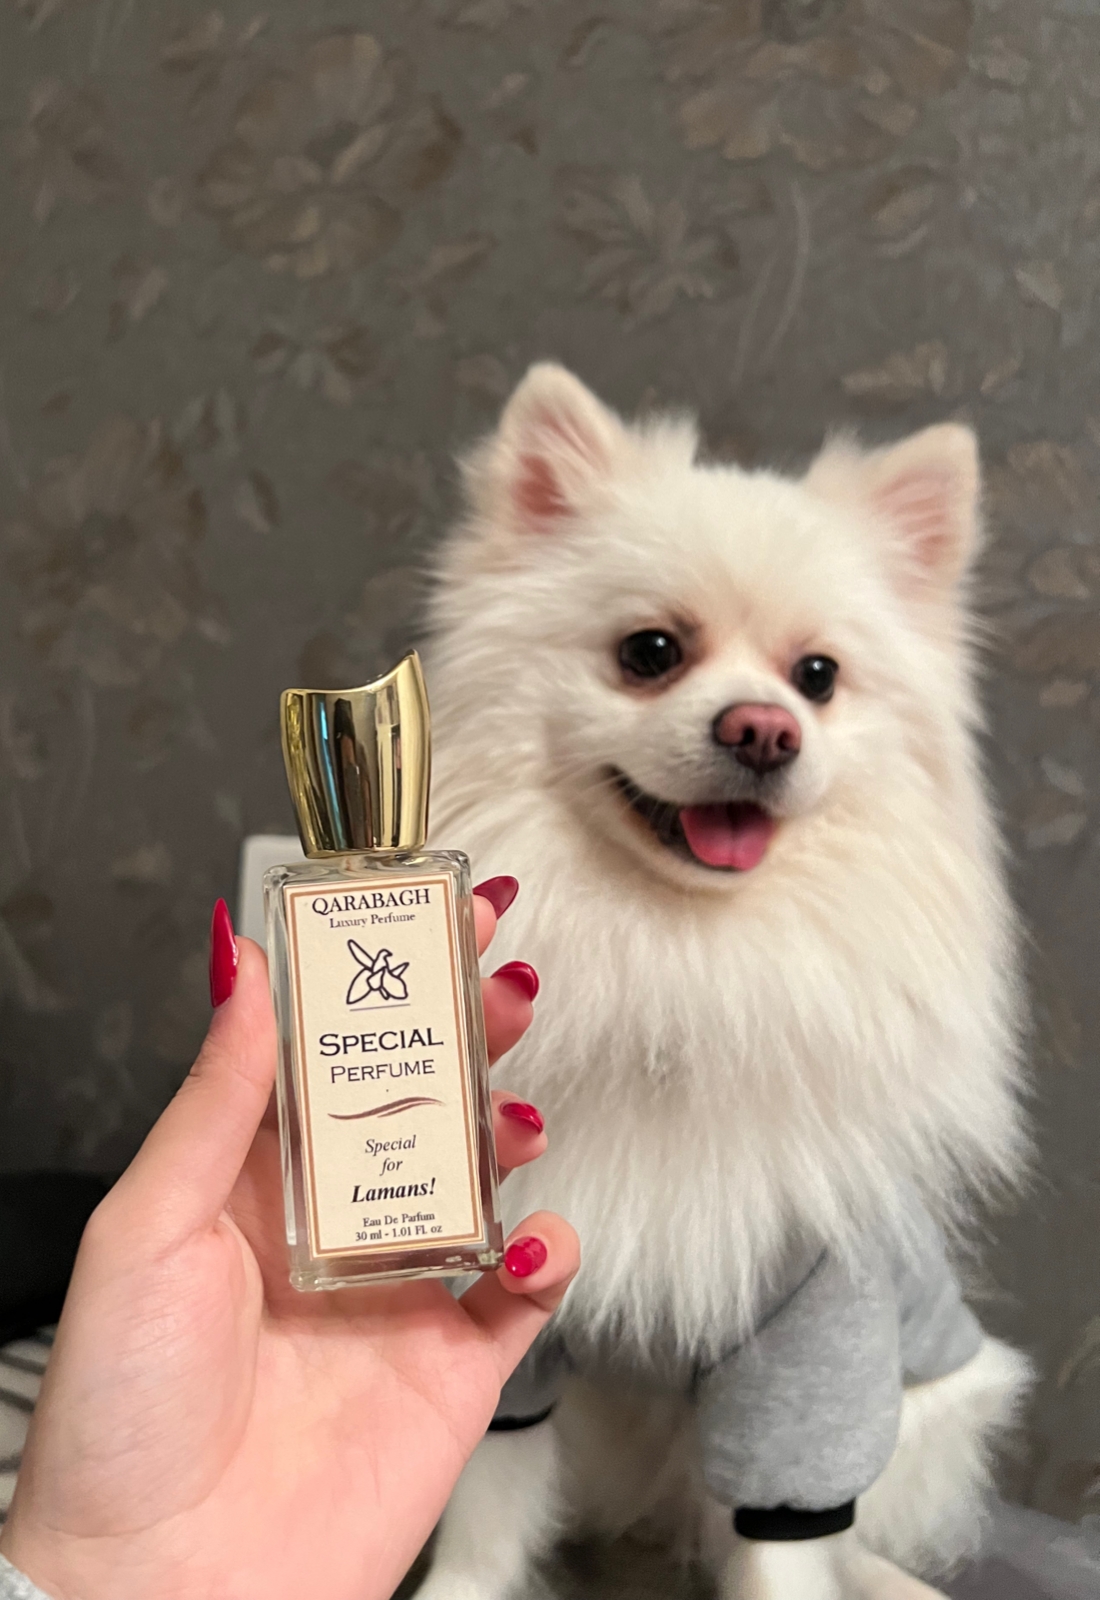 QARABAGH
Luxury Perfume
SPECIAL
PERFUME
Special
for
Lamans!
Eau De Parfum
30 ml - 1.01 Fl. oz